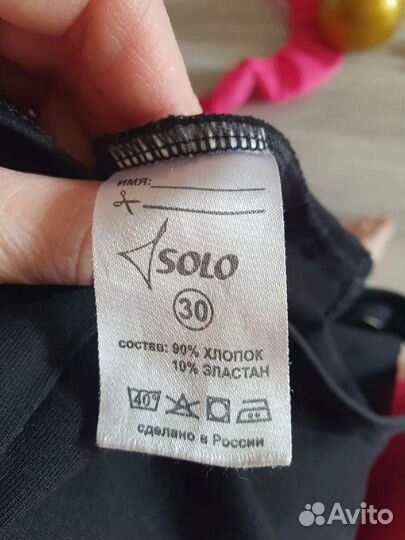 имя:
SOLO
30
состав: 90% ХЛОПОК
10% ЭЛАСТАН
40°
сделано в России
Avito